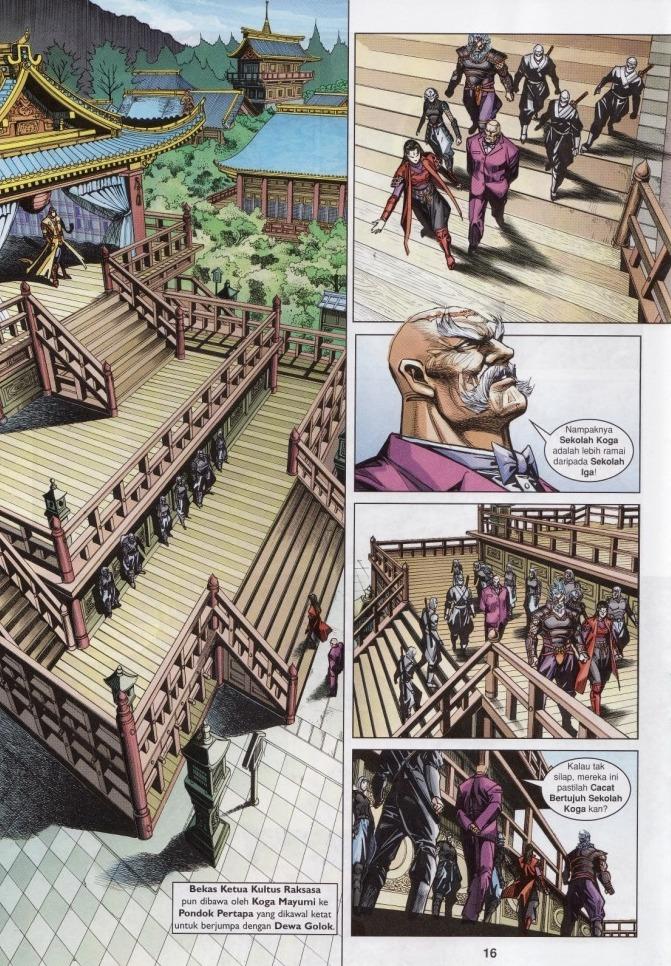 Bekas Ketua Kultus Raksasa
pun dibawa oleh Koga Mayumi ke
Pondok Pertapa yang dikawal ketat
untuk berjumpa dengan Dewa Golok.
Nampaknya
Sekolah Koga
adalah lebih ramai
daripada Sekolah
Iga!
Kalau tak
silap, mereka ini
pastilah Cacat
Bertujuh Sekolah
Koga kan?
16